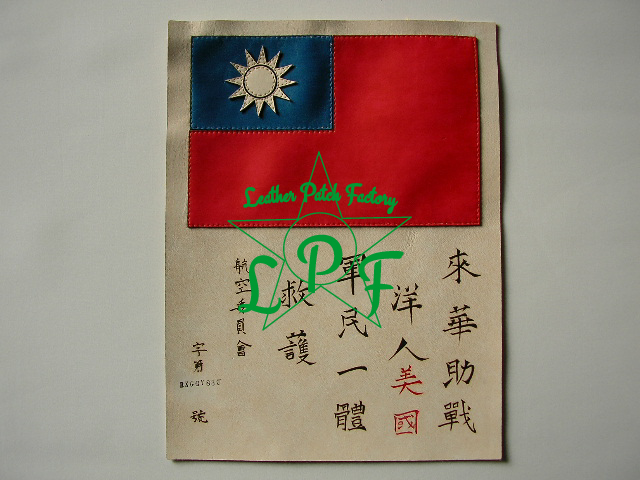 Leather Patch Factory
LPF
來華助戰
洋人美國
軍民一體
救護
航空委員會
字第
號